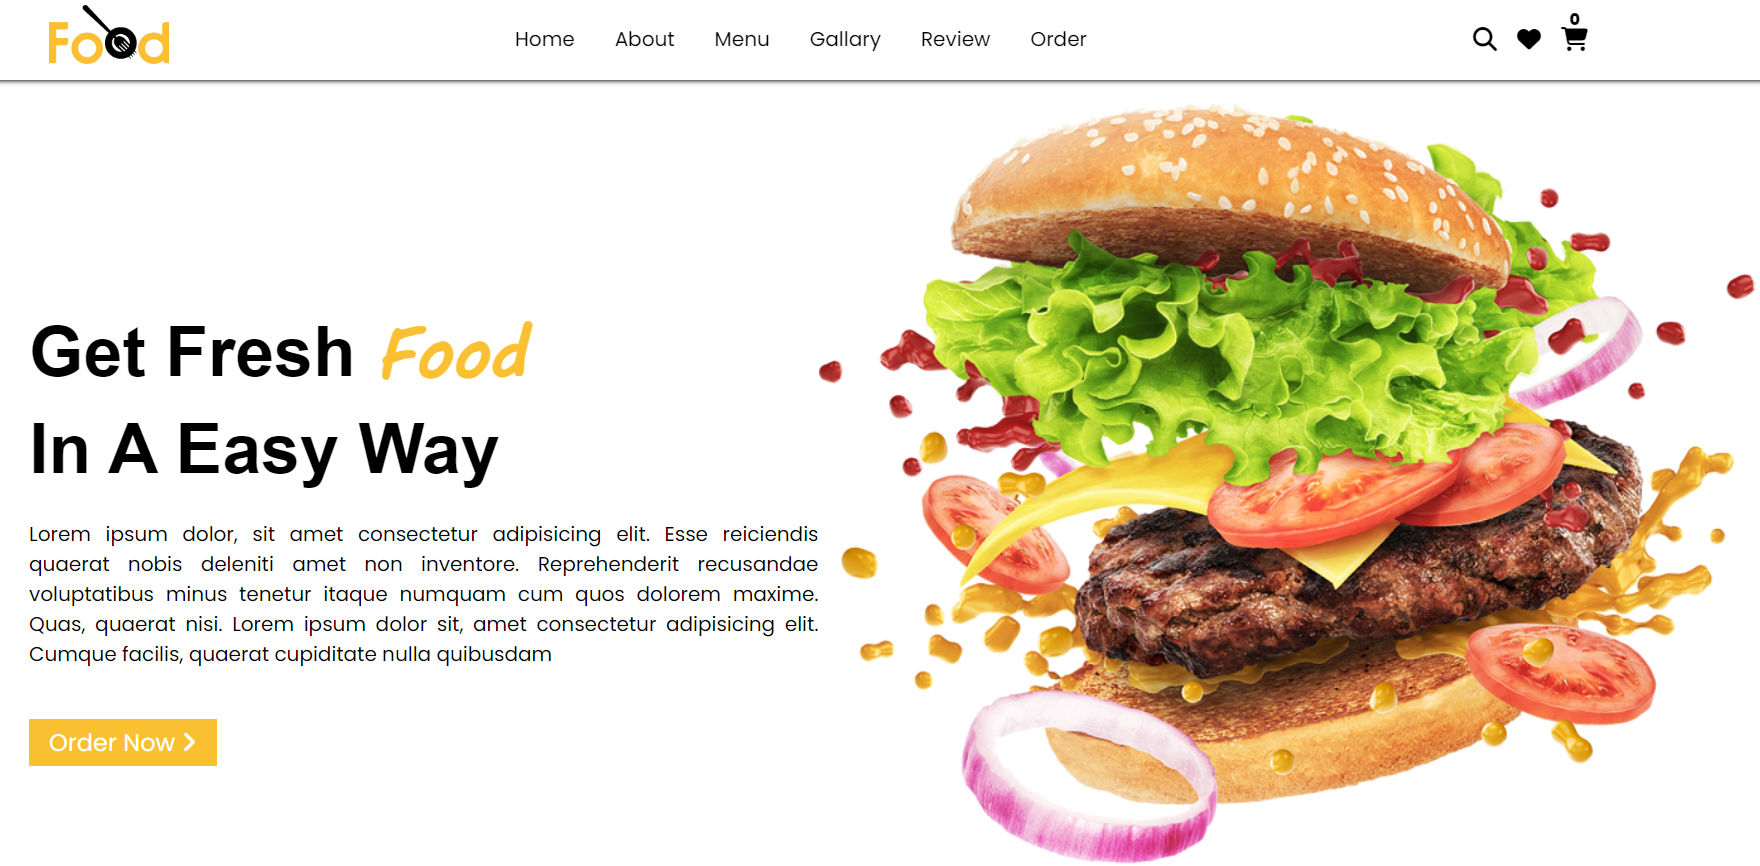 Food
Home About Menu Gallary Review Order
0
Get Fresh Food
In A Easy Way
Lorem ipsum dolor, sit amet consectetur adipisicing elit. Esse reiciendis
quaerat nobis deleniti amet non inventore. Reprehenderit recusandae
voluptatibus minus tenetur itaque numquam cum quos dolorem maxime.
Quas, quaerat nisi. Lorem ipsum dolor sit, amet consectetur adipisicing elit.
Cumque facilis, quaerat cupiditate nulla quibusdam
Order Now